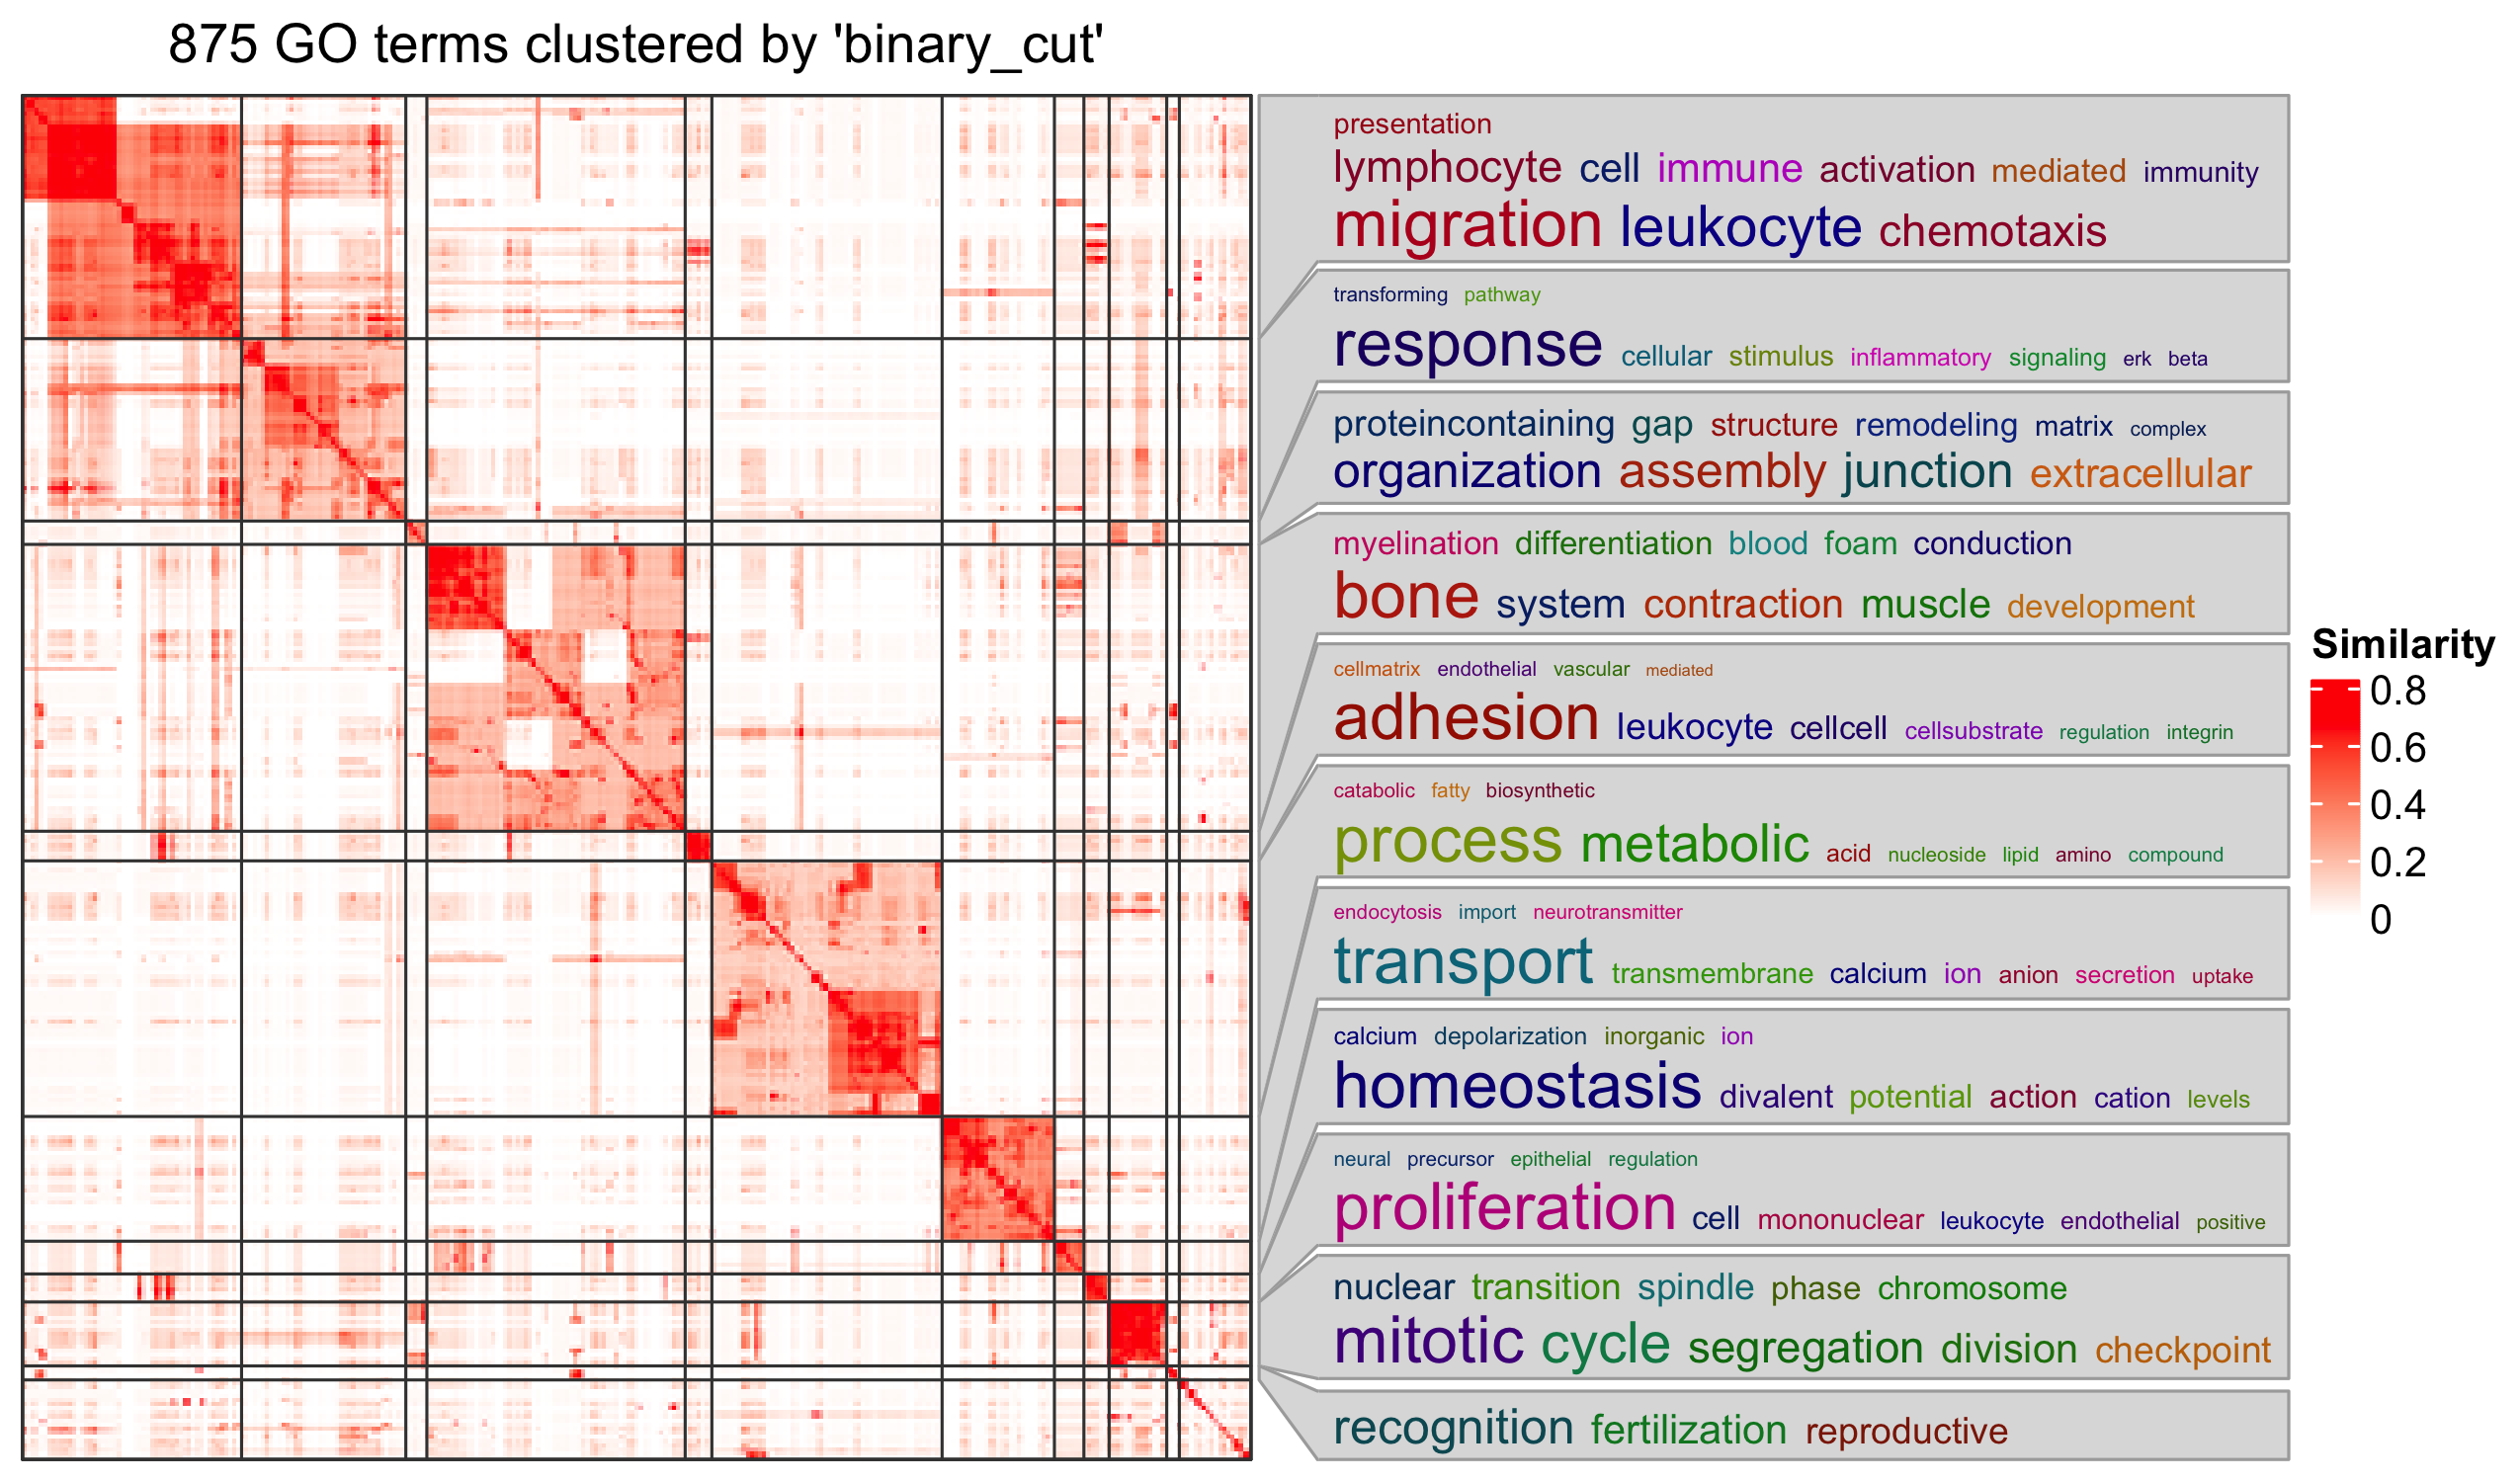 875 GO terms clustered by 'binary_cut'
presentation
lymphocyte cell immune activation mediated immunity
migration leukocyte chemotaxis
transforming pathway
response cellular stimulus inflammatory signaling erk beta
proteincontaining gap structure remodeling matrix complex
organization assembly junction extracellular
myelination differentiation blood foam conduction
bone system contraction muscle development
cellmatrix endothelial vascular mediated
adhesion leukocyte cellcell cellsubstrate regulation integrin
catabolic fatty biosynthetic
process metabolic acid nucleoside lipid amino compound
endocytosis import neurotransmitter
transport transmembrane calcium ion anion secretion uptake
calcium depolarization inorganic ion
homeostasis divalent potential action cation levels
neural precursor epithelial regulation
proliferation cell mononuclear leukocyte endothelial positive
nuclear transition spindle phase chromosome
mitotic cycle segregation division checkpoint
recognition fertilization reproductive
Similarity
0.8
0.6
0.4
0.2
0